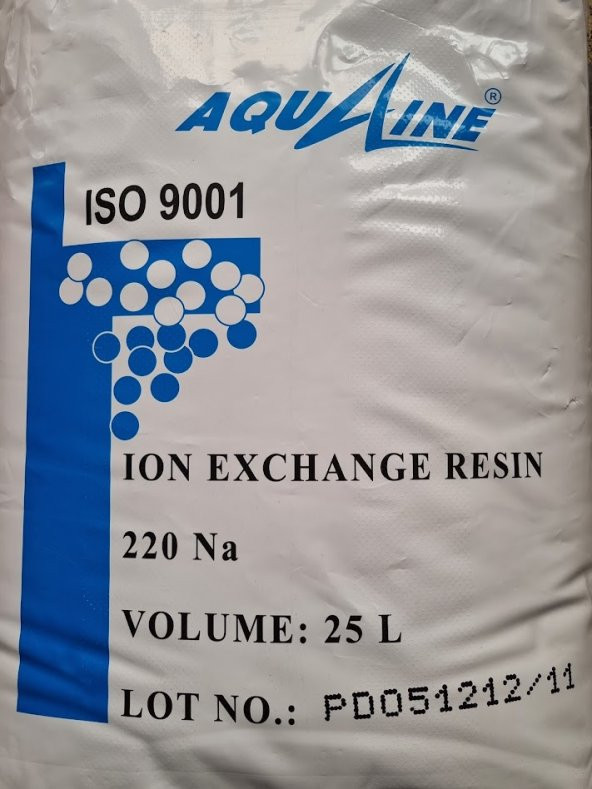 AQUALINE ®
ISO 9001
ION EXCHANGE RESIN
220 Na
VOLUME: 25 L
LOT NO.: PD051212/11